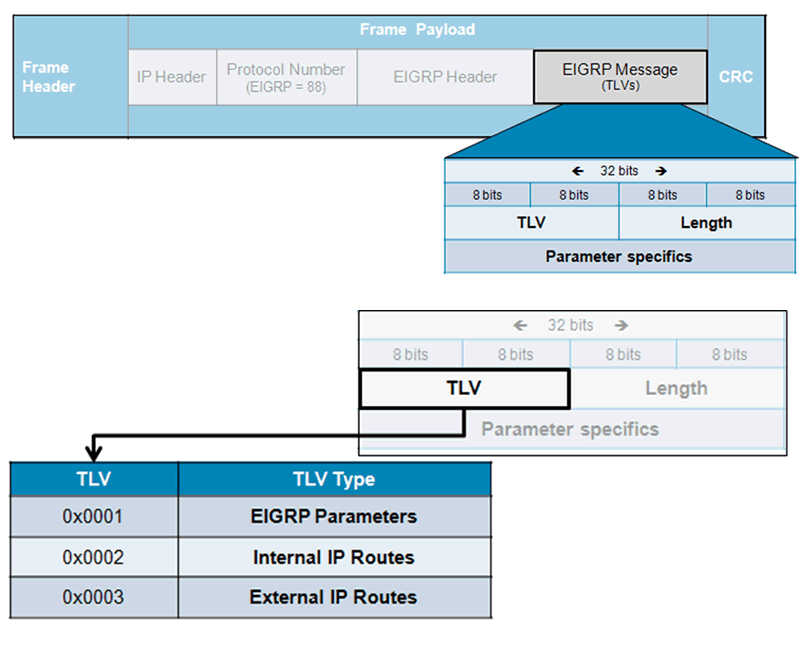 Frame Payload
Frame
Header
IP Header
Protocol Number
(EIGRP = 88)
EIGRP Header
EIGRP Message
(TLVs)
CRC
← 32 bits →
8 bits 8 bits 8 bits 8 bits
TLV Length
Parameter specifics
← 32 bits →
8 bits 8 bits 8 bits 8 bits
TLV Length
Parameter specifics
TLV TLV Type
0x0001 EIGRP Parameters
0x0002 Internal IP Routes
0x0003 External IP Routes